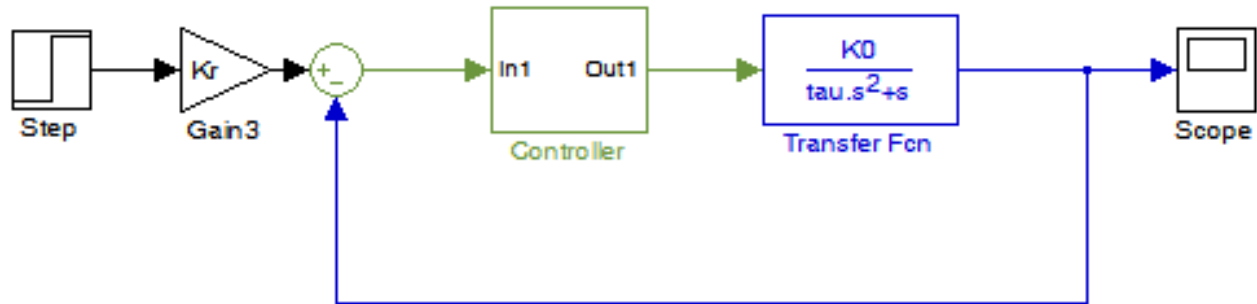 K0
Kr
+
-
In1 Out1
tau.s²+s
Step
Gain3
Controller
Transfer Fcn
Scope